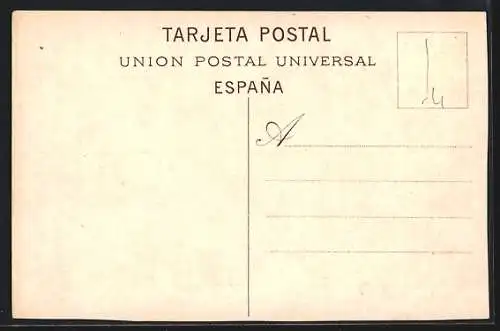 TARJETA POSTAL
UNION POSTAL UNIVERSAL
ESPAÑA
A